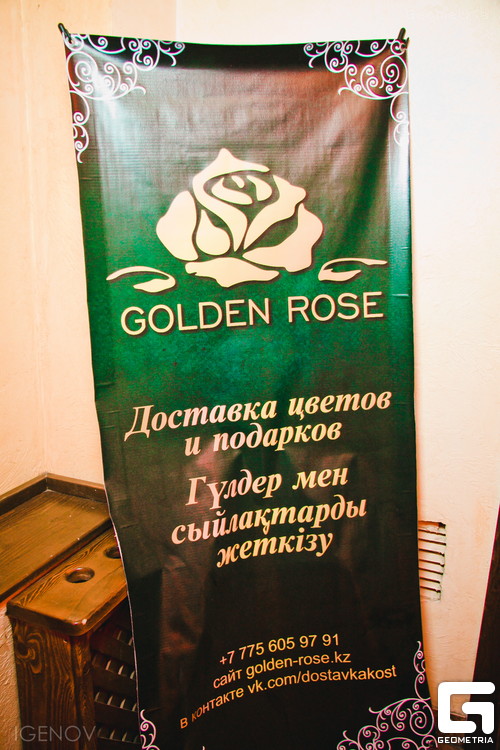 GOLDEN ROSE
Доставка цветов
и подарков
Гүлдер мен
сыйлақтарды
жеткізу
+7 775 605 97 91
сайт golden-rose.kz
в контакте vk.com/dostavkakost
IGENOV
GEOMETRIA